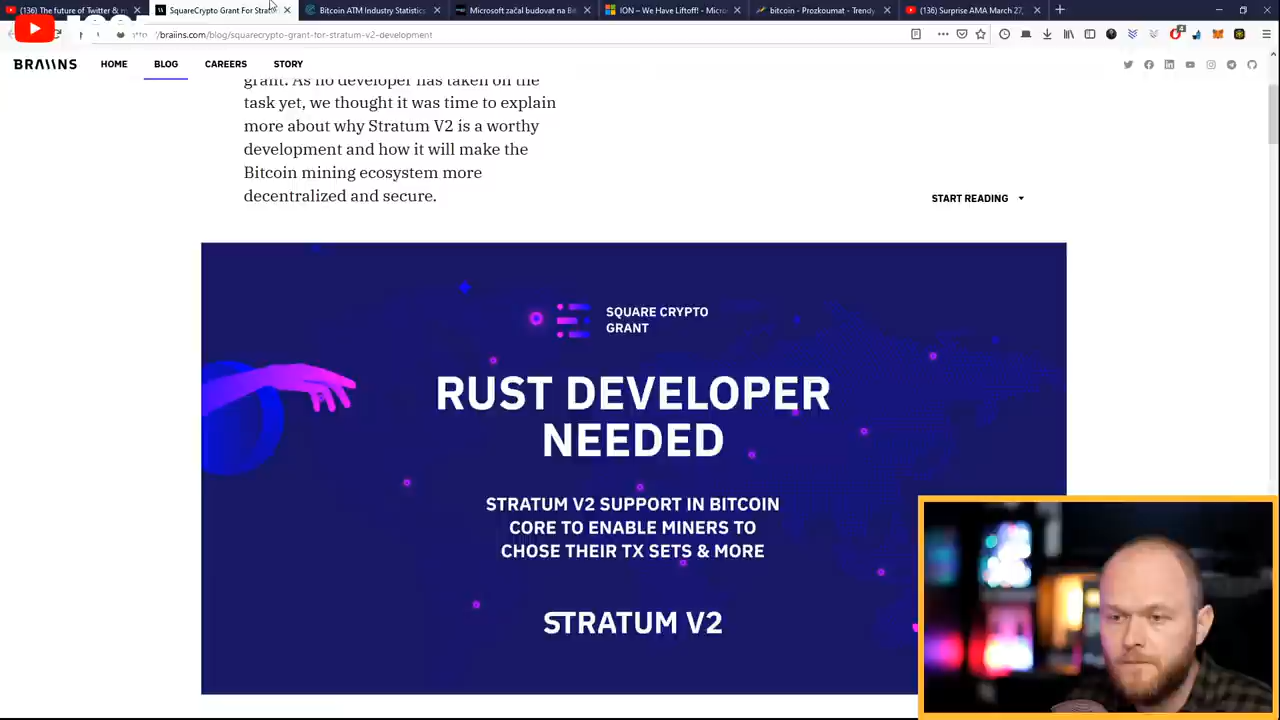 (136) The future of Twitter & m
SquareCrypto Grant For Strat
Bitcoin ATM Industry Statistics
Microsoft začal budovat na Bi
ION – We Have Liftoff! - Micro
bitcoin - Prozkoumat - Trendy
(136) Surprise AMA March 27,
braiins.com/blog/squarecrypto-grant-for-stratum-v2-development
BRAIINS
HOME
BLOG
CAREERS
STORY
grant. As no developer has taken on the
task yet, we thought it was time to explain
more about why Stratum V2 is a worthy
development and how it will make the
Bitcoin mining ecosystem more
decentralized and secure.
START READING
SQUARE CRYPTO
GRANT
RUST DEVELOPER
NEEDED
STRATUM V2 SUPPORT IN BITCOIN
CORE TO ENABLE MINERS TO
CHOSE THEIR TX SETS & MORE
STRATUM V2